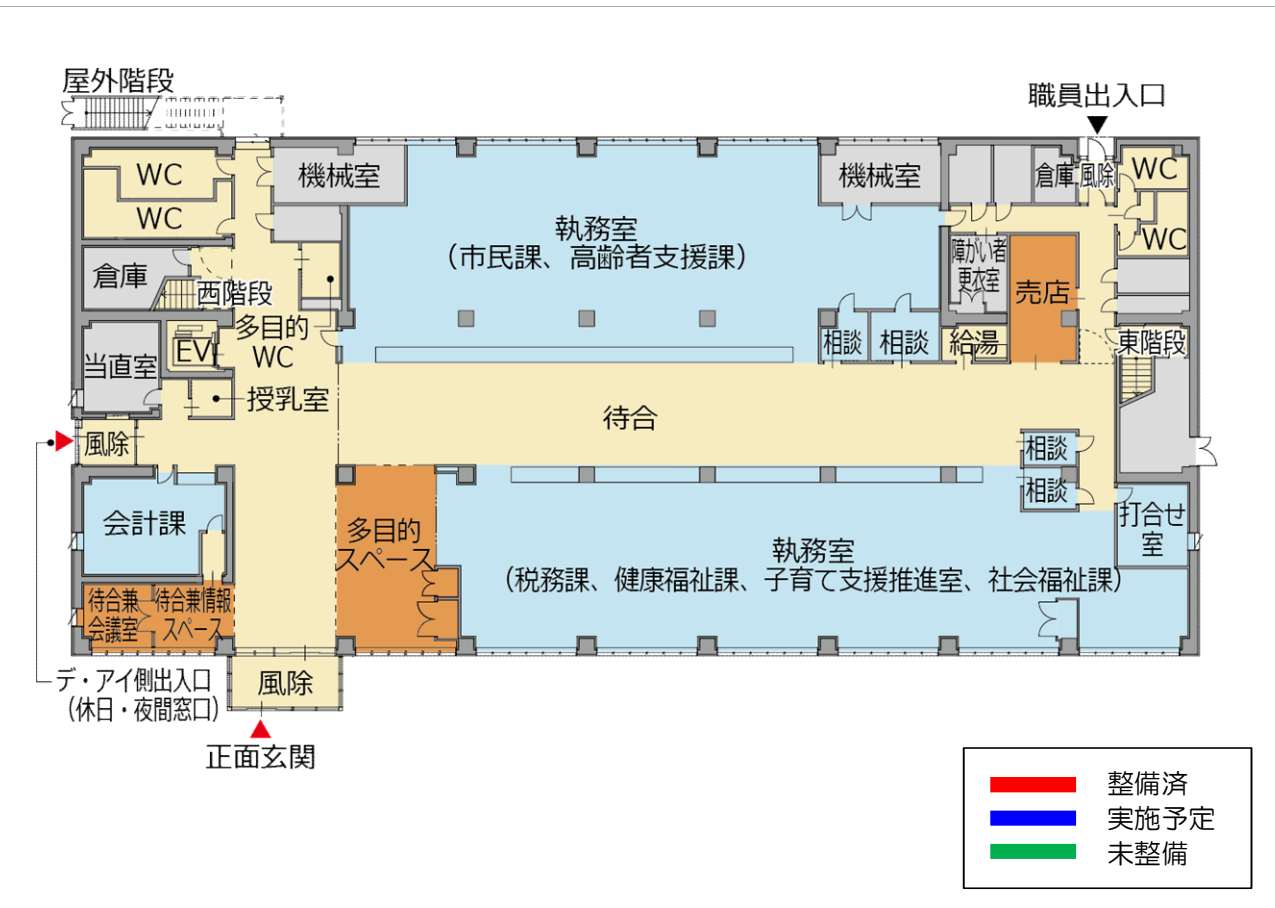 屋外階段
職員出入口
WC
機械室
機械室
倉庫
風除
WC
WC
執務室
（市民課、高齢者支援課）
障がい者
更衣室
WC
倉庫
西階段
売店
多目的
WC
EV
当直室
相談
相談
給湯
東階段
授乳室
待合
風除
相談
相談
会計課
多目的
スペース
執務室
（税務課、健康福祉課、子育て支援推進室、社会福祉課）
打合せ
室
待合兼
会議室
待合兼情報
スペース
デ・アイ側出入口
（休日・夜間窓口）
風除
正面玄関
整備済
実施予定
未整備